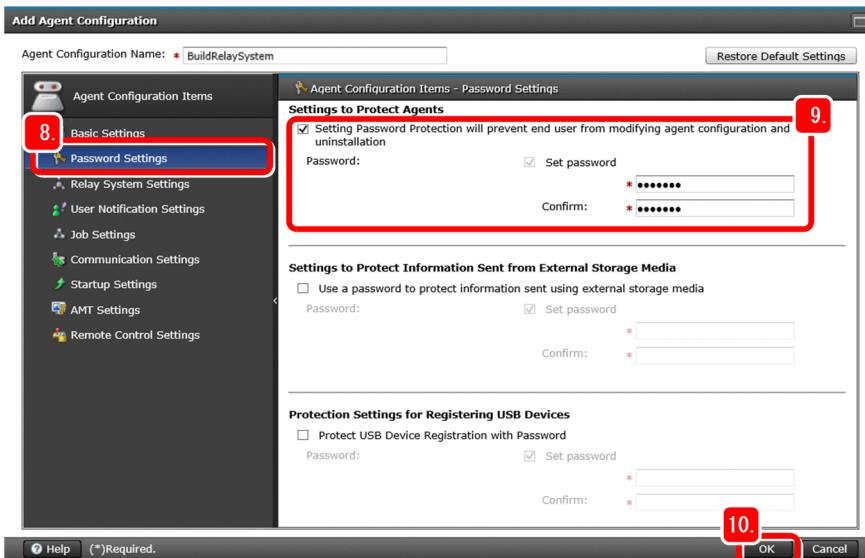 Add Agent Configuration
Agent Configuration Name: * BuildRelaySystem
Restore Default Settings
Agent Configuration Items
8.
Basic Settings
Password Settings
Relay System Settings
User Notification Settings
Job Settings
Communication Settings
Startup Settings
AMT Settings
Remote Control Settings
Agent Configuration Items - Password Settings
Settings to Protect Agents
9.
Setting Password Protection will prevent end user from modifying agent configuration and
uninstallation
Password: Set password
* •••••••
Confirm: * •••••••
Settings to Protect Information Sent from External Storage Media
Use a password to protect information sent using external storage media
Password: Set password
*
Confirm: *
Protection Settings for Registering USB Devices
Protect USB Device Registration with Password
Password: Set password
*
Confirm: *
10.
? Help (*)Required. OK Cancel